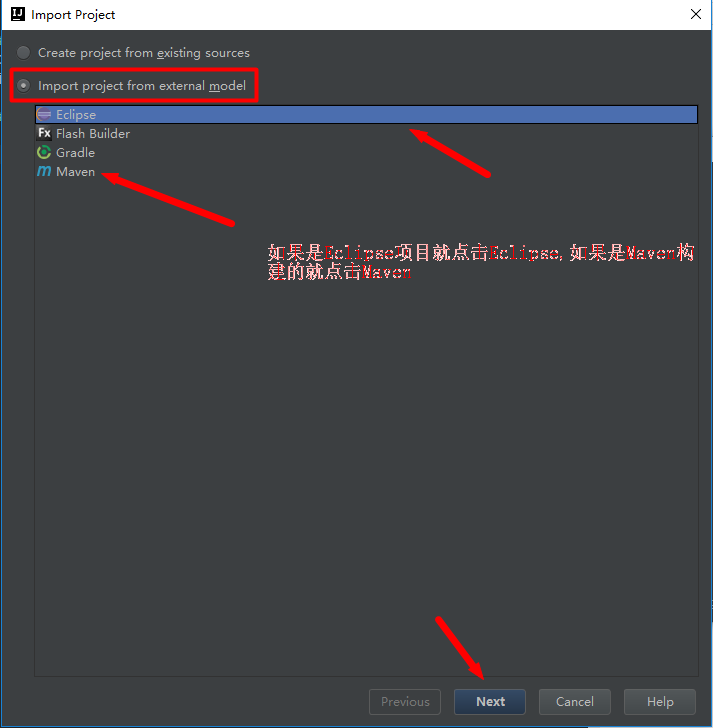 Import Project
Create project from existing sources
Import project from external model
Eclipse
Flash Builder
Gradle
Maven
如果是Eclipse项目就点击Eclipse, 如果是Maven构
建的就点击Maven
Previous
Next
Cancel
Help